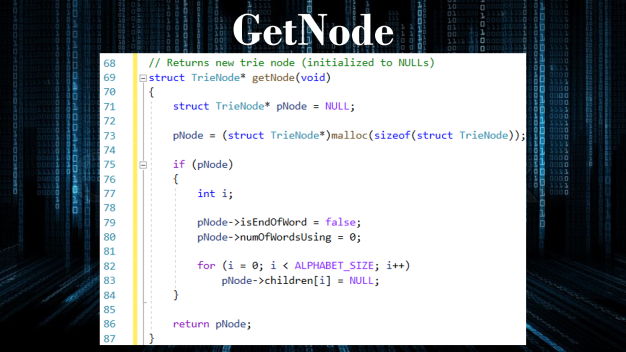 GetNode
68 // Returns new trie node (initialized to NULLs)
69 struct TrieNode* getNode(void)
70 {
71 struct TrieNode* pNode = NULL;
72
73 pNode = (struct TrieNode*)malloc(sizeof(struct TrieNode));
74
75 if (pNode)
76 {
77 int i;
78
79 pNode->isEndOfWord = false;
80 pNode->numOfWordsUsing = 0;
81
82 for (i = 0; i < ALPHABET_SIZE; i++)
83 pNode->children[i] = NULL;
84 }
85
86 return pNode;
87 }